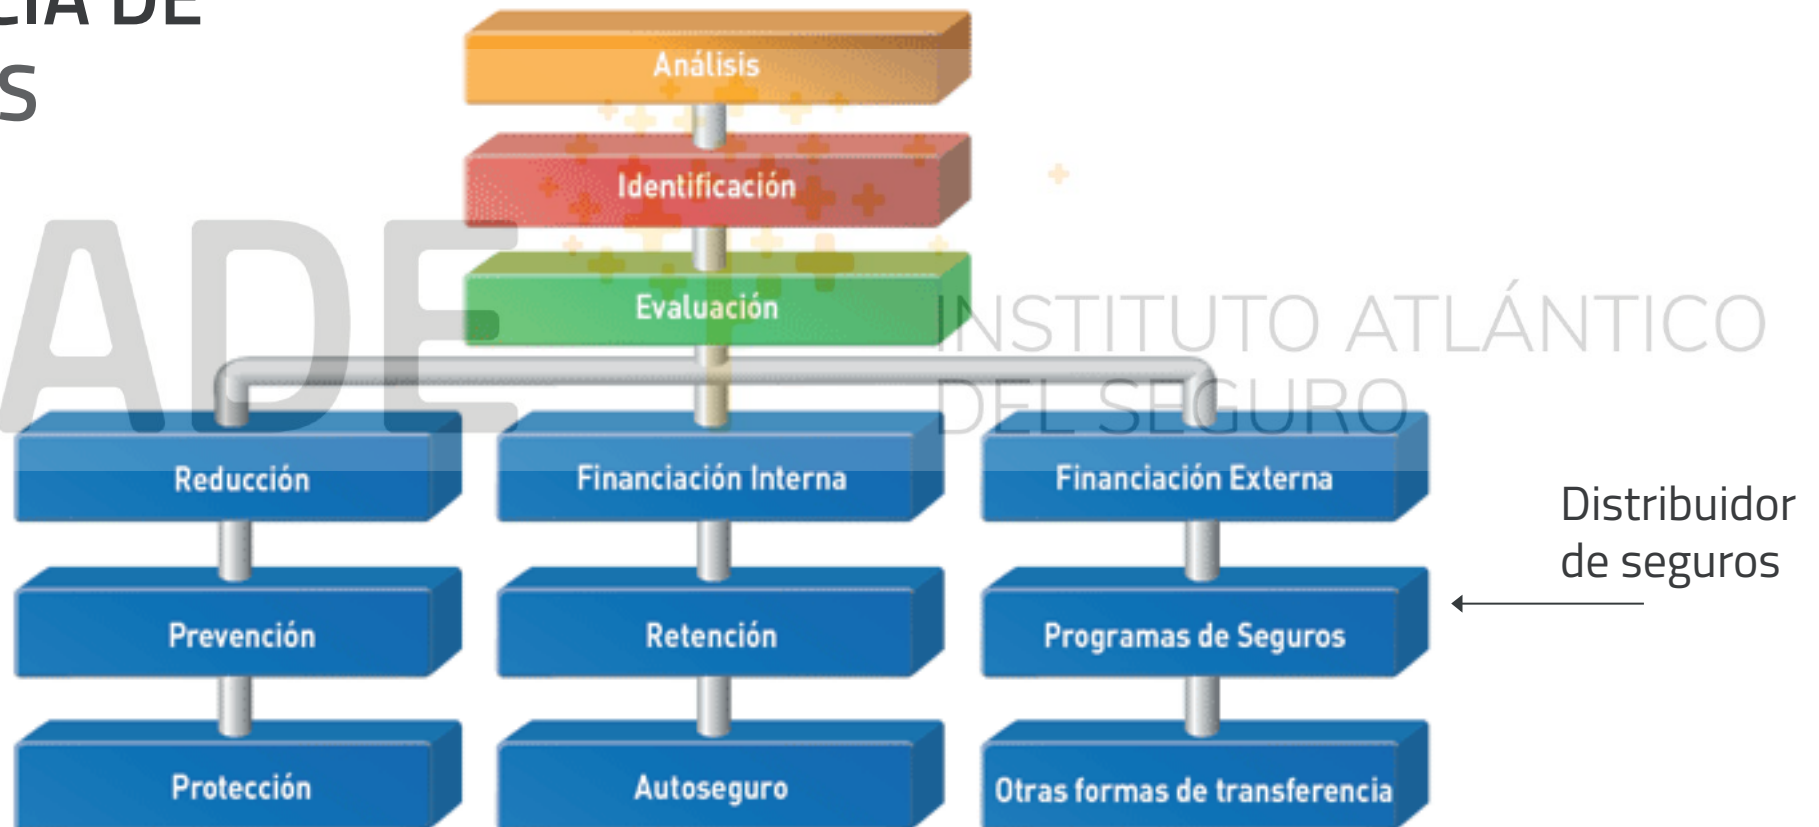 DE
S
Análisis
Identificación
Evaluación
ADE
INSTITUTO ATLÁNTICO
DEL SEGURO
Reducción
Financiación Interna
Financiación Externa
Distribuidor
de seguros
Prevención
Retención
Programas de Seguros
Protección
Autoseguro
Otras formas de transferencia